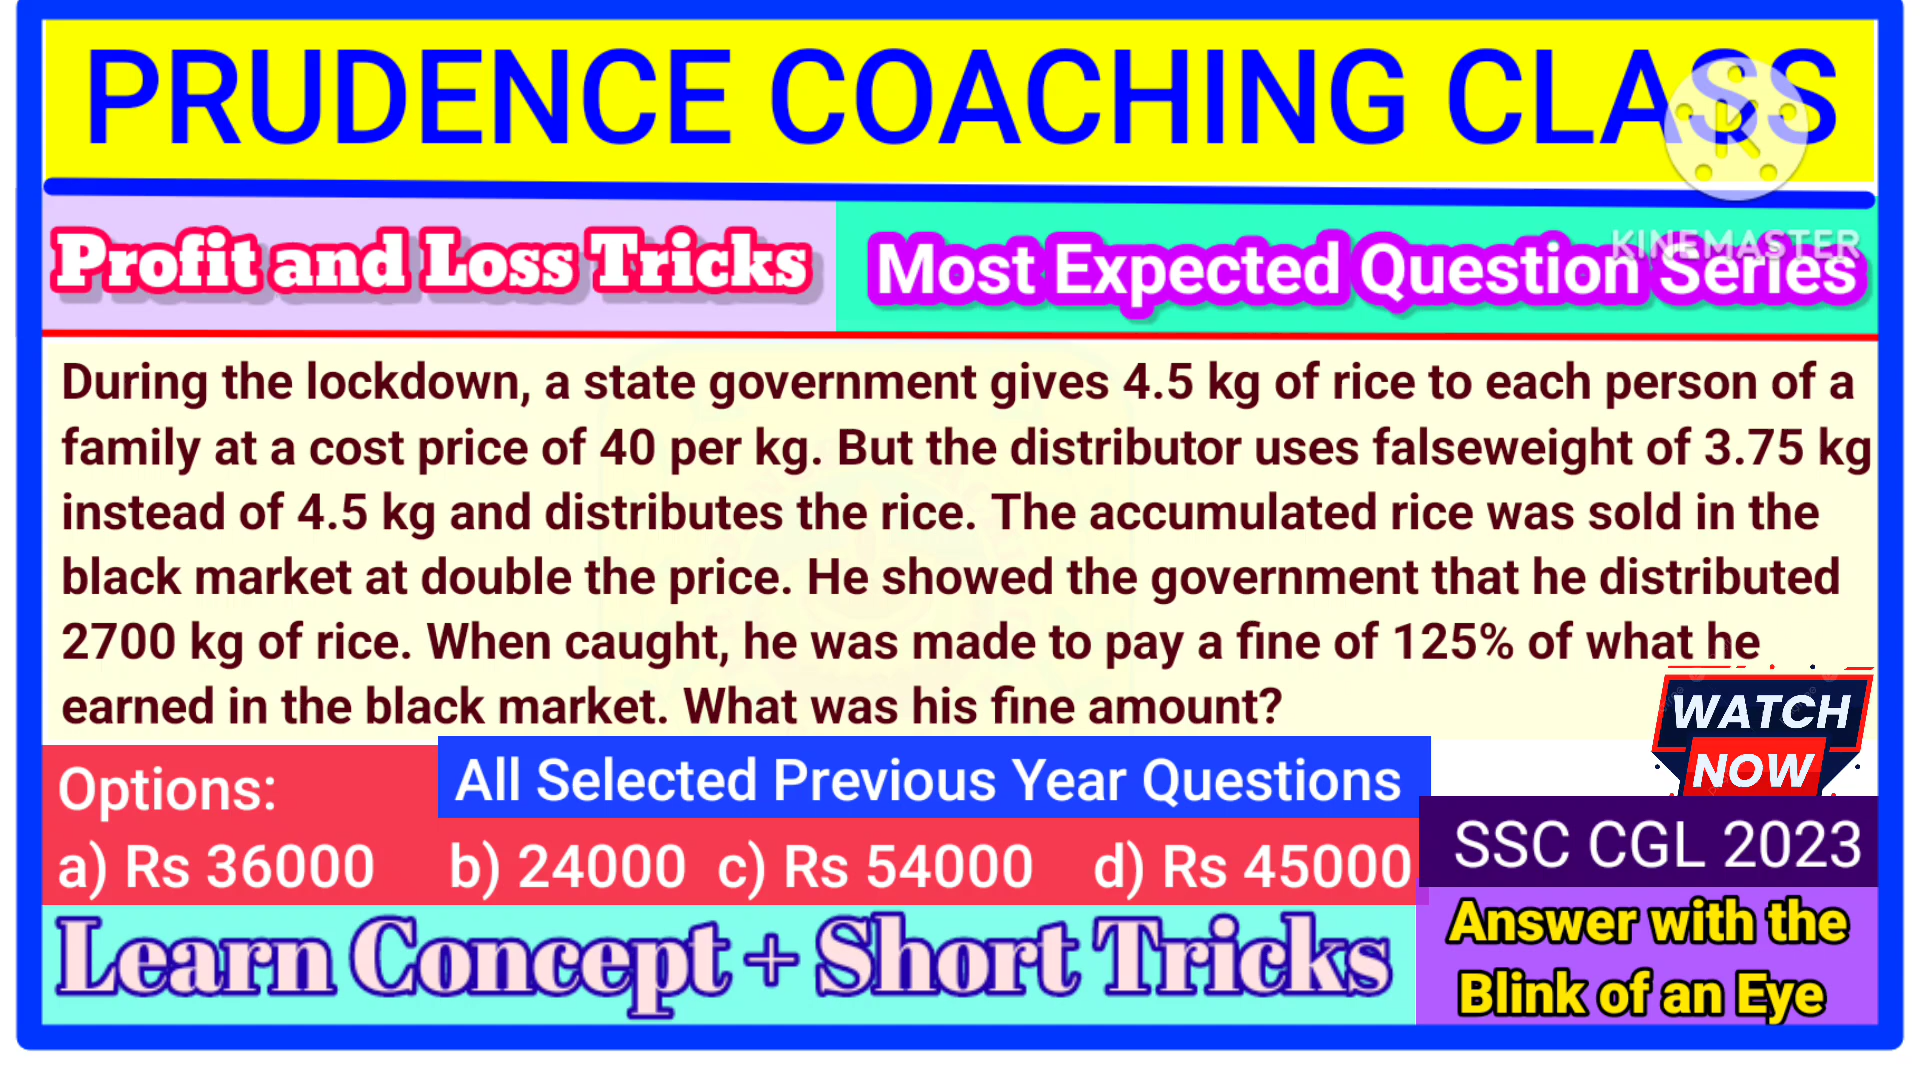 PRUDENCE COACHING CLASS
Profit and Loss Tricks
Most Expected Question Series
KINEMASTER
During the lockdown, a state government gives 4.5 kg of rice to each person of a
family at a cost price of 40 per kg. But the distributor uses falseweight of 3.75 kg
instead of 4.5 kg and distributes the rice. The accumulated rice was sold in the
black market at double the price. He showed the government that he distributed
2700 kg of rice. When caught, he was made to pay a fine of 125% of what he
earned in the black market. What was his fine amount?
WATCH
NOW
Options:
All Selected Previous Year Questions
a) Rs 36000 b) 24000 c) Rs 54000 d) Rs 45000
SSC CGL 2023
Learn Concept + Short Tricks
Answer with the
Blink of an Eye